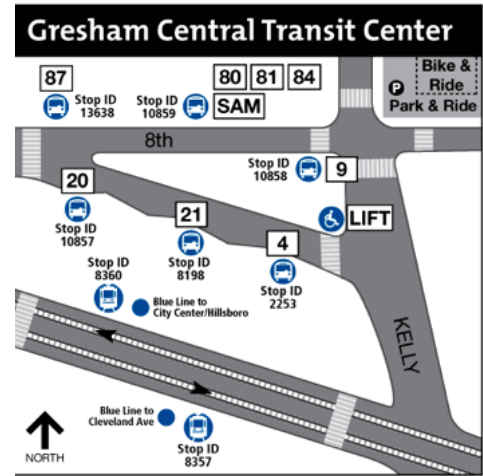 Gresham Central Transit Center
87
Stop ID
13638
80 81 84
Stop ID
10859
SAM
Bike &
Ride
P
Park & Ride
8th
Stop ID
10858
9
LIFT
20
Stop ID
10857
21
Stop ID
8198
4
Stop ID
2253
Stop ID
8360
Blue Line to
City Center/Hillsboro
KELLY
Blue Line to
Cleveland Ave
Stop ID
8357
NORTH